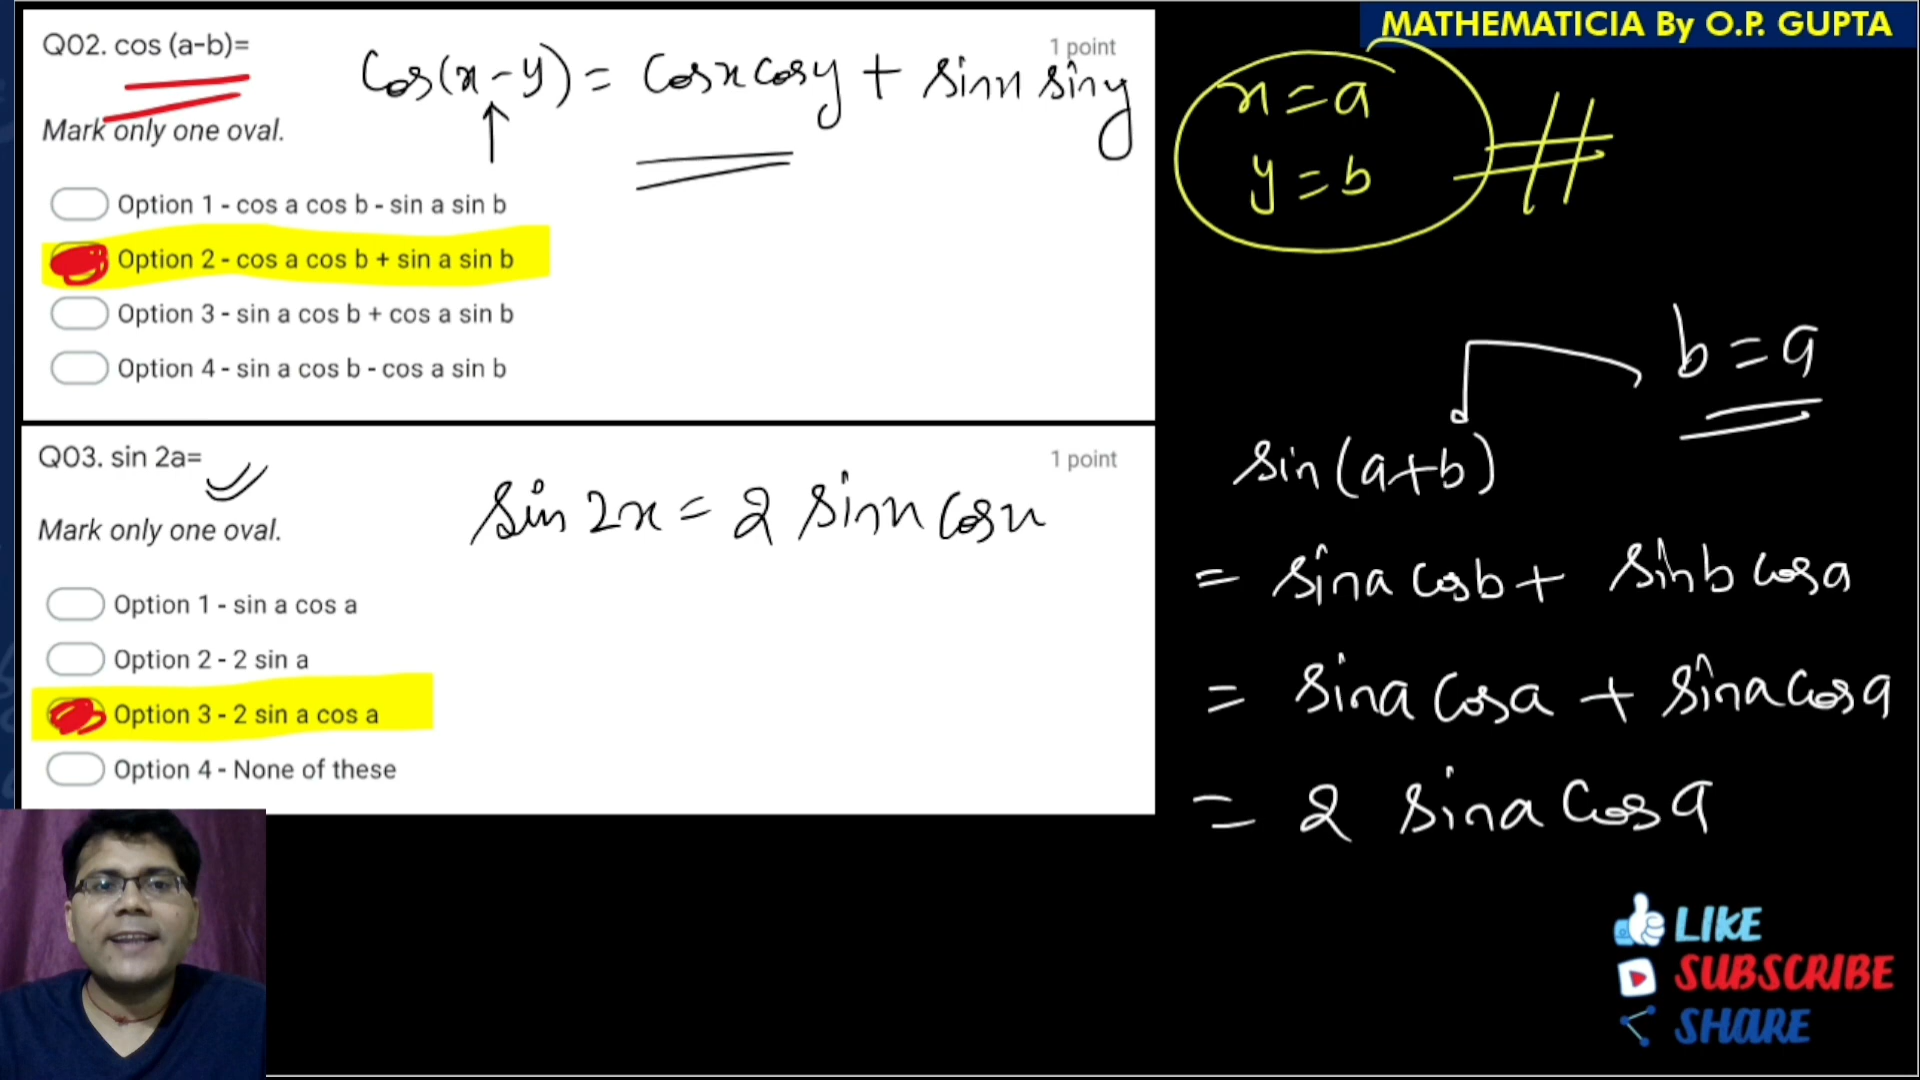 MATHEMATICIA By O.P. GUPTA
Q02. cos (a-b)=
1 point
Cos(x-y) = Cosx Cosy + sinx siny
Mark only one oval.
Option 1 - cos a cos b - sin a sin b
Option 2 - cos a cos b + sin a sin b
Option 3 - sin a cos b + cos a sin b
Option 4 - sin a cos b - cos a sin b
x = a
y = b
Q03. sin 2a=
1 point
sin 2x = 2 sinx Cosx
Mark only one oval.
Option 1 - sin a cos a
Option 2 - 2 sin a
Option 3 - 2 sin a cos a
Option 4 - None of these
b = a
sin(a+b)
= sina cosb + sinb cosa
= sina cosa + sina cosa
= 2 sina Cosa
LIKE
SUBSCRIBE
SHARE